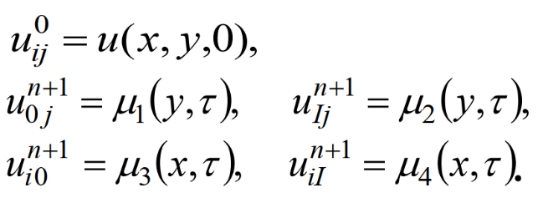 u_{ij}^{0} = u(x, y,0),
u_{0j}^{n+1} = μ_1(y,τ), u_{Ij}^{n+1} = μ_2(y,τ),
u_{i0}^{n+1} = μ_3(x,τ), u_{iI}^{n+1} = μ_4(x,τ).